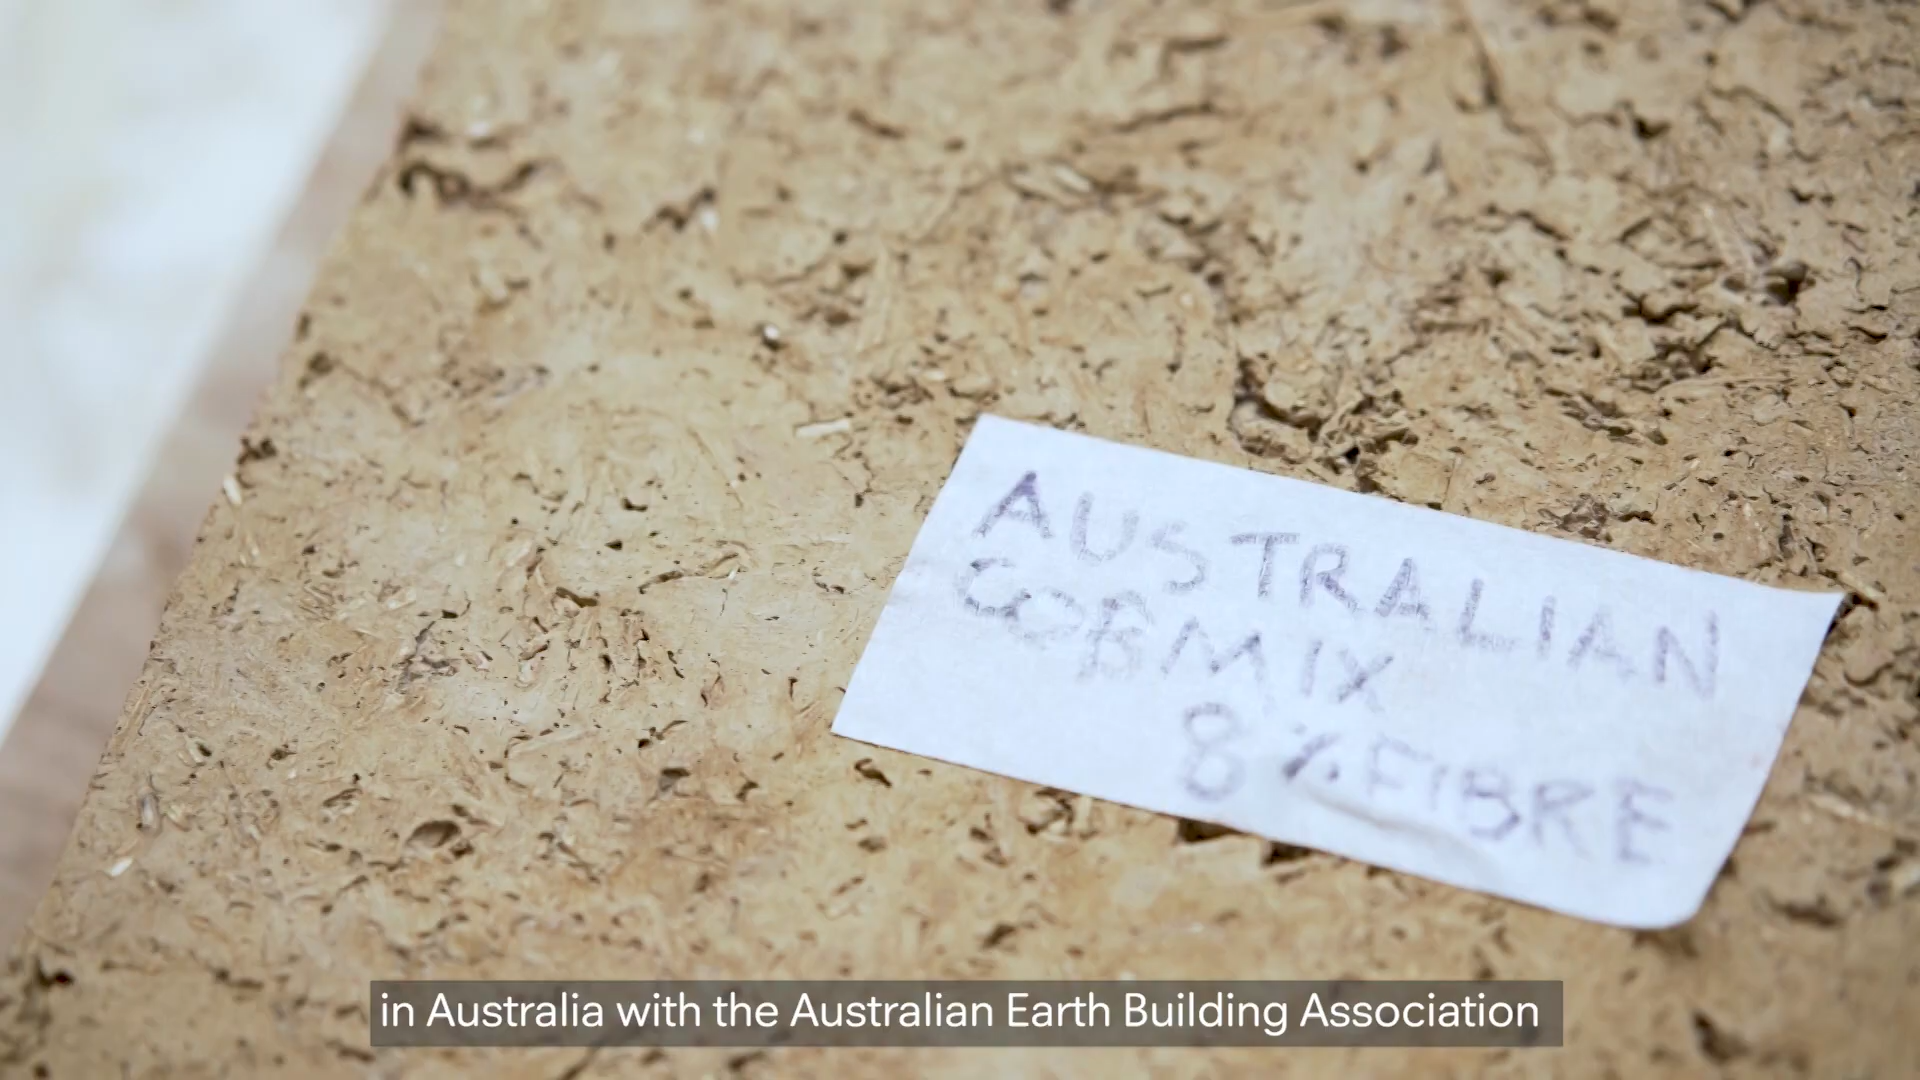 AUSTRALIAN
COBMIX
8% FIBRE
in Australia with the Australian Earth Building Association